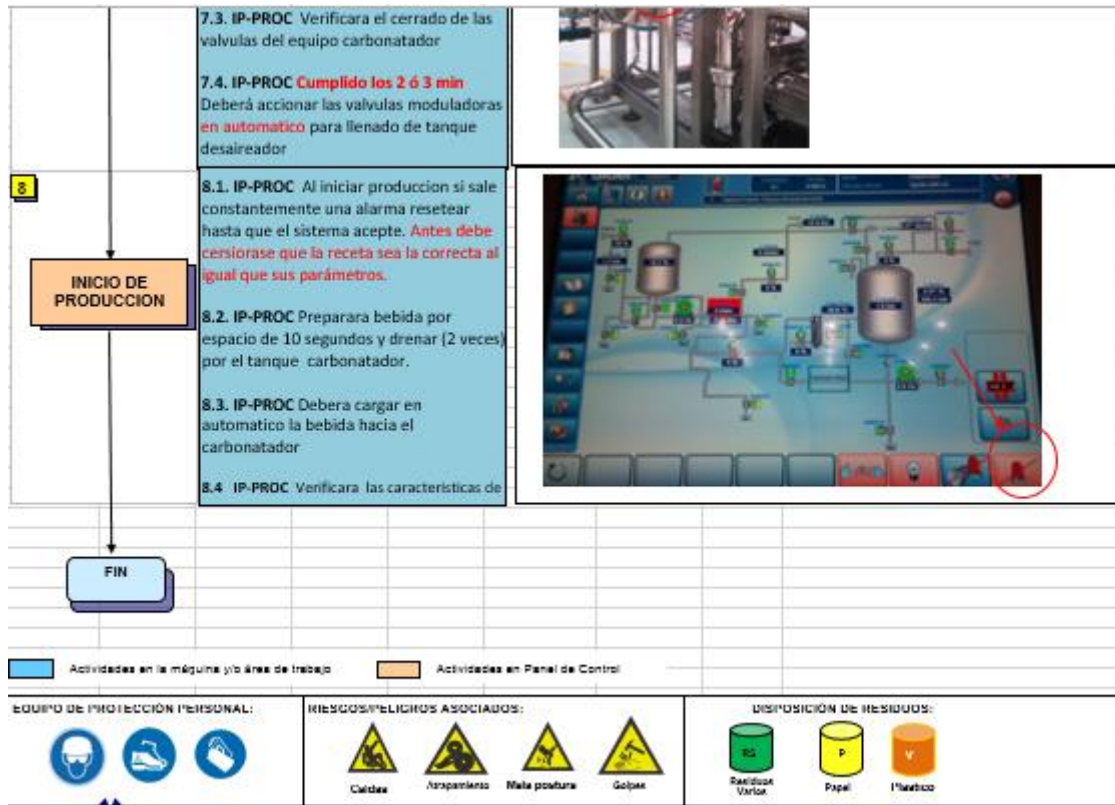 7.3. IP-PROC Verificara el cerrado de las
valvulas del equipo carbonatador
7.4. IP-PROC Cumplido los 2 ó 3 min
Deberá accionar las valvulas moduladoras
en automatico para llenado de tanque
desaireador
8
INICIO DE
PRODUCCION
8.1. IP-PROC Al iniciar produccion si sale
constantemente una alarma resetear
hasta que el sistema acepte. Antes debe
cersiorase que la receta sea la correcta al
igual que sus parámetros.
8.2. IP-PROC Preparara bebida por
espacio de 10 segundos y drenar (2 veces)
por el tanque carbonatador.
8.3. IP-PROC Debera cargar en
automatico la bebida hacia el
carbonatador
8.4 IP-PROC Verificara las caracteristicas de
FIN
Actividades en la máquina y/o área de trabajo
Actividades en Panel de Control
EQUIPO DE PROTECCIÓN PERSONAL:
RIESGOS/PELIGROS ASOCIADOS:
Caídas
Atrapamiento
Mala postura
Golpes
DISPOSICIÓN DE RESIDUOS:
P
Residuos
Varios
Papel
Plastico